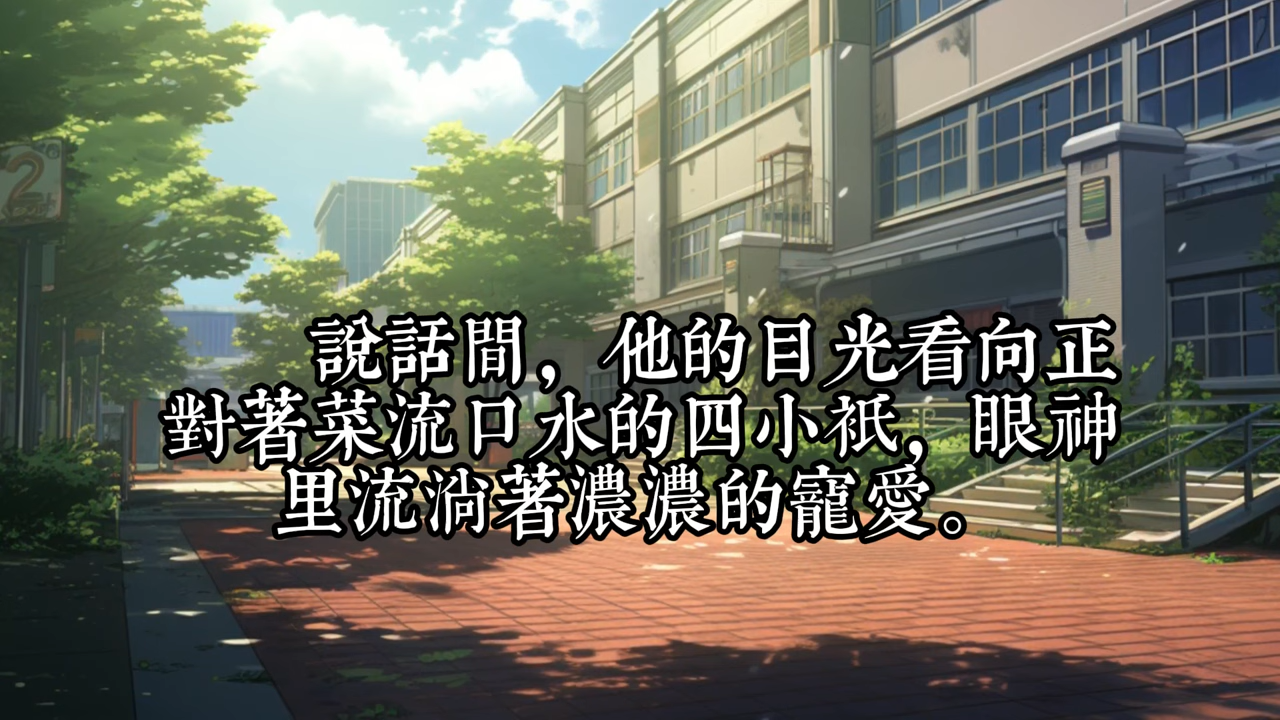 2
說話間，他的目光看向正
對著菜流口水的四小祇，眼神
里流淌著濃濃的寵愛。